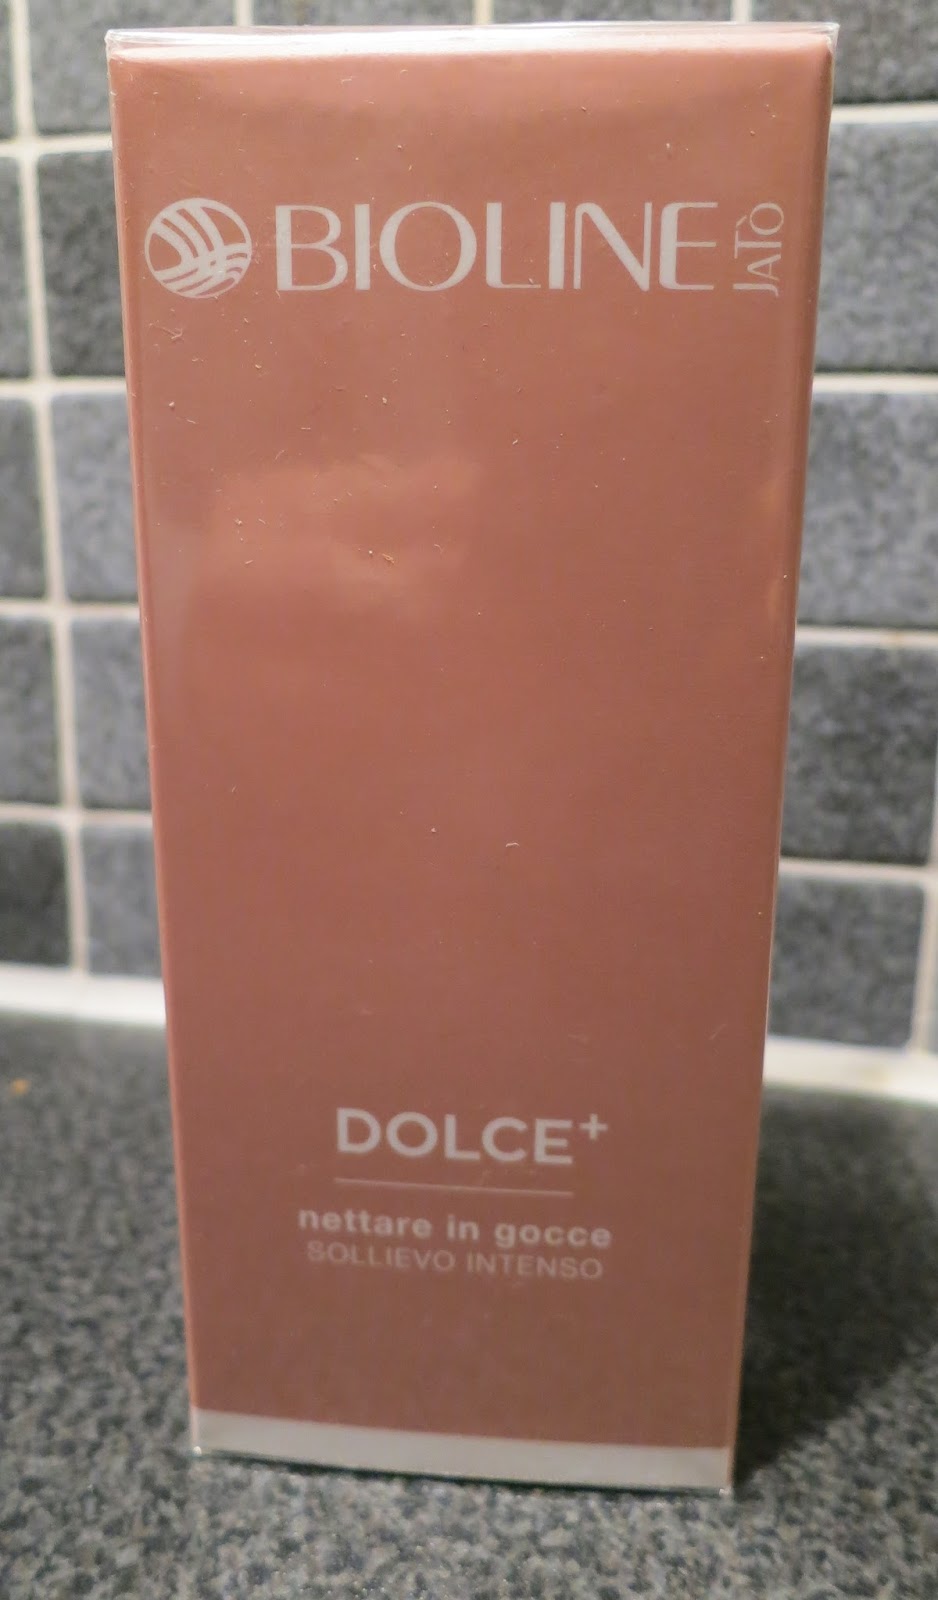 BIOLINE JATÒ
DOLCE+
nettare in gocce
SOLLIEVO INTENSO